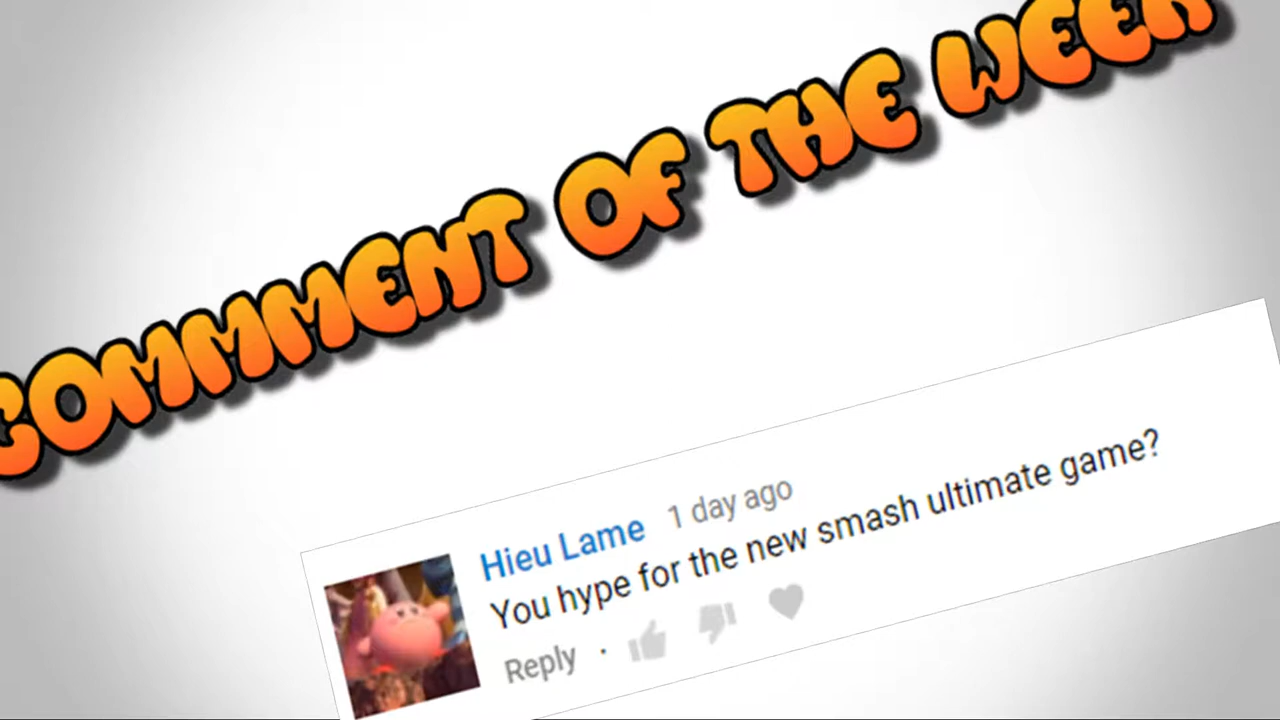 COMMMENT OF THE WEEK
Hieu Lame 1 day ago
You hype for the new smash ultimate game?
Reply